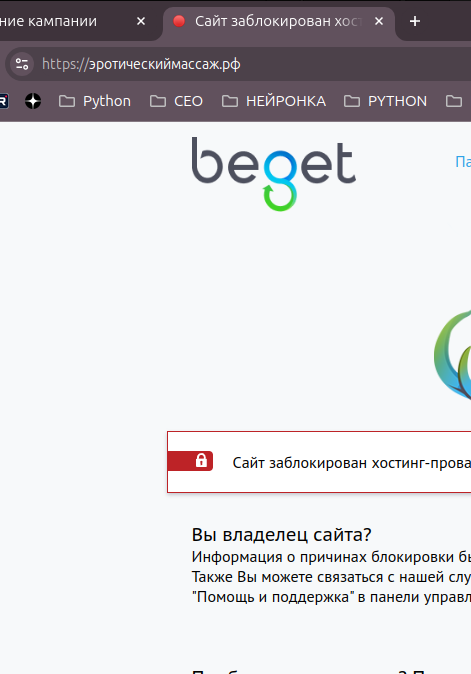 ние кампании
Сайт заблокирован хост
https://эротическиймассаж.рф
Python СЕО НЕЙРОНКА PYTHON
beget
Па
Сайт заблокирован хостинг-прова
Вы владелец сайта?
Информация о причинах блокировки бы
Также Вы можете связаться с нашей слу
"Помощь и поддержка" в панели управл